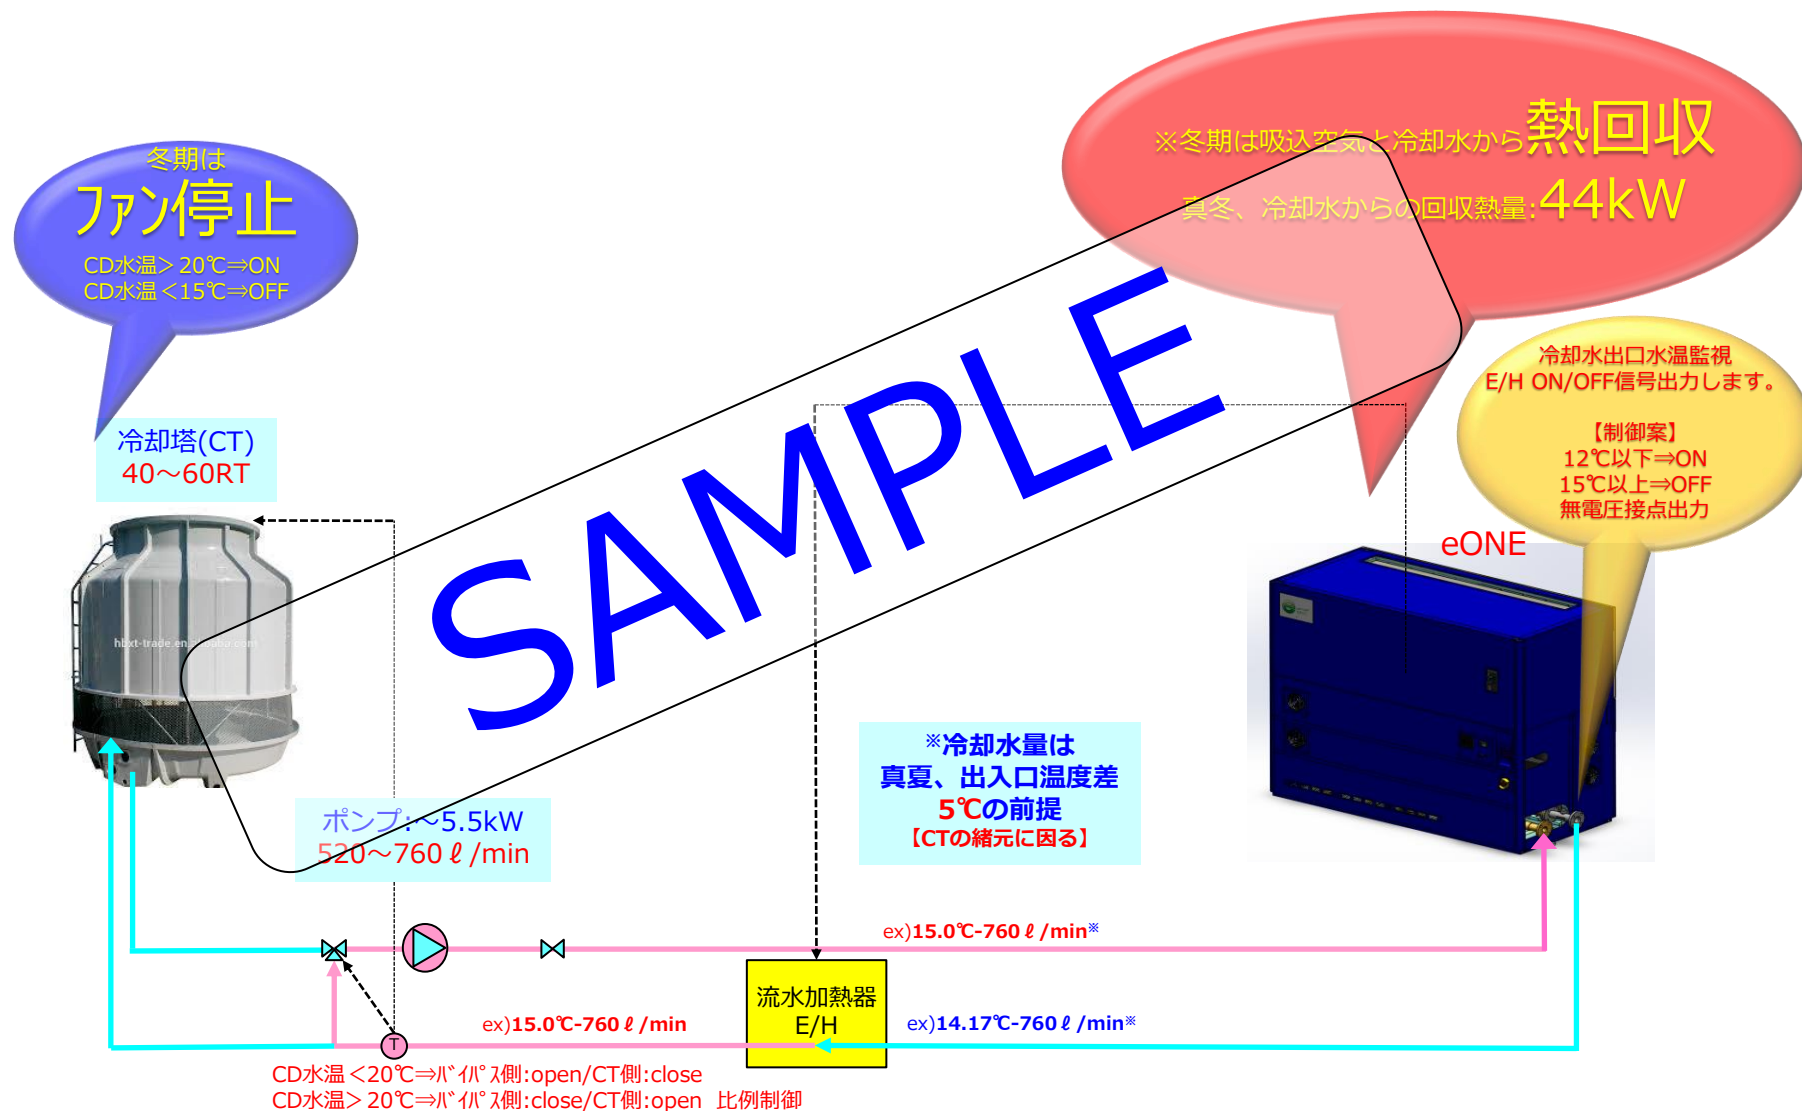 ※冬期は吸込空気と冷却水から熱回収
真冬、冷却水からの回収熱量:44kW
冬期は
ﾌｧﾝ停止
CD水温＞20℃⇒ON
CD水温＜15℃⇒OFF
冷却水出口水温監視
E/H ON/OFF信号出力します。
【制御案】
12℃以下⇒ON
15℃以上⇒OFF
無電圧接点出力
冷却塔(CT)
40～60RT
SAMPLE
eONE
hbxt-trade.en.alibaba.com
※冷却水量は
真夏、出入口温度差
5℃の前提
【CTの緒元に因る】
ポンプ:～5.5kW
520～760ℓ/min
ex)15.0℃-760ℓ/min※
流水加熱器
E/H
ex)15.0℃-760ℓ/min
ex)14.17℃-760ℓ/min※
T
CD水温＜20℃⇒ﾊﾞｲﾊﾟｽ側:open/CT側:close
CD水温＞20℃⇒ﾊﾞｲﾊﾟｽ側:close/CT側:open 比例制御